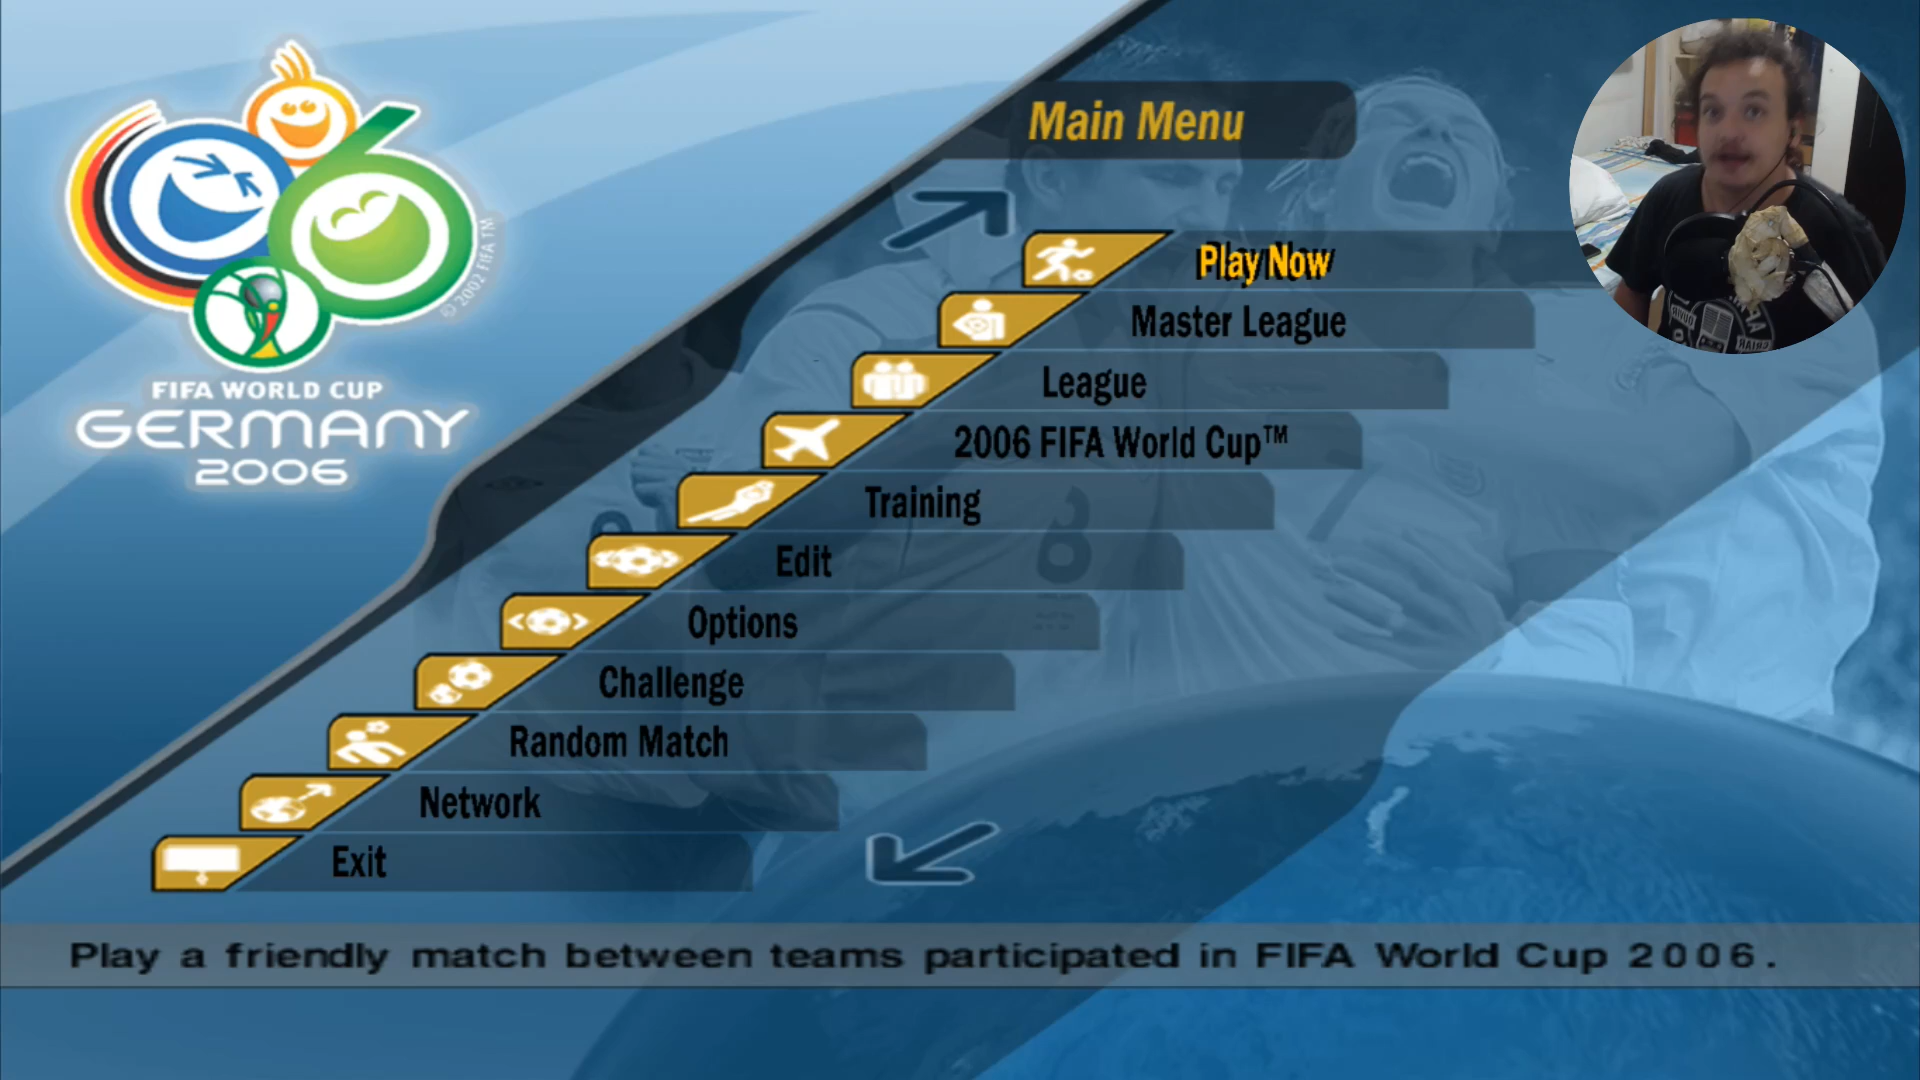 © 2002 FIFA TM
FIFA WORLD CUP
GERMANY
2006
Main Menu
Play Now
Master League
League
2006 FIFA World Cup™
Training
Edit
Options
Challenge
Random Match
Network
Exit
Play a friendly match between teams participated in FIFA World Cup 2006.